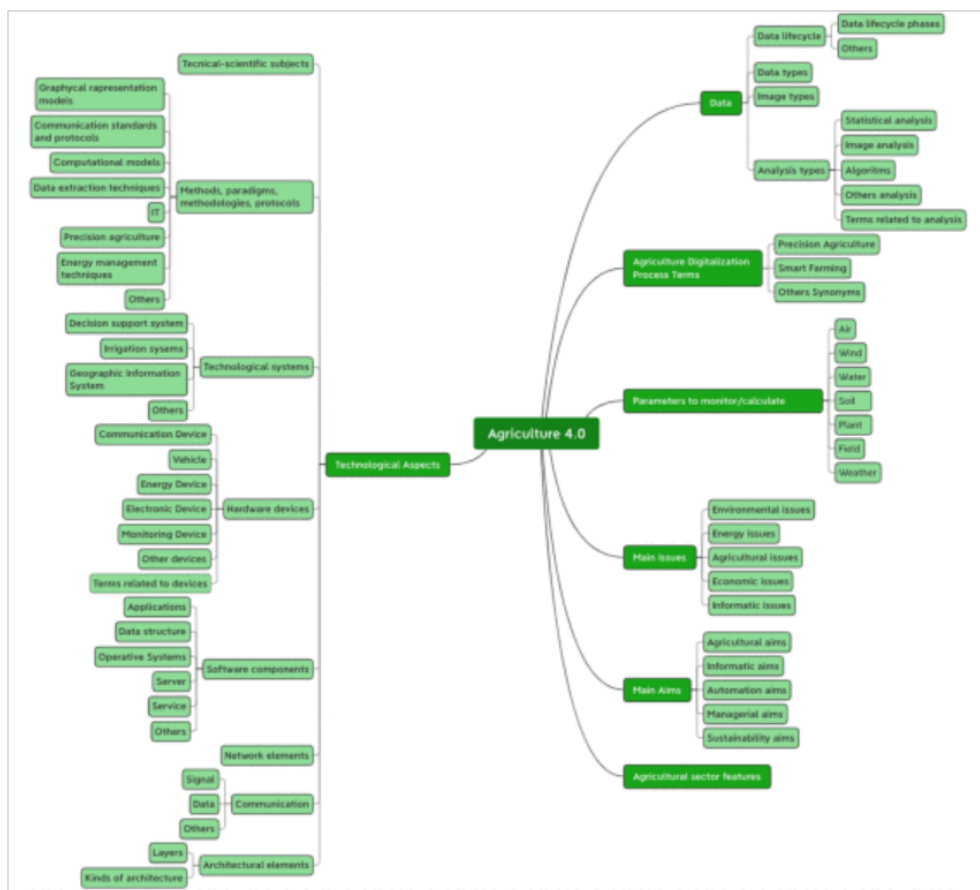 Agriculture 4.0
Technological Aspects
Tecnical-scientific subjects
Methods, paradigms,
methodologies, protocols
Graphycal rapresentation
models
Communication standards
and protocols
Computational models
Data extraction techniques
IT
Precision agriculture
Energy management
techniques
Others
Technological systems
Decision support system
Irrigation sysems
Geographic Information
System
Others
Hardware devices
Communication Device
Vehicle
Energy Device
Electronic Device
Monitoring Device
Other devices
Terms related to devices
Software components
Applications
Data structure
Operative Systems
Server
Service
Others
Network elements
Communication
Signal
Data
Others
Architectural elements
Layers
Kinds of architecture
Data
Data lifecycle
Data lifecycle phases
Others
Data types
Image types
Analysis types
Statistical analysis
Image analysis
Algoritms
Others analysis
Terms related to analysis
Agriculture Digitalization
Process Terms
Precision Agriculture
Smart Farming
Others Synonyms
Parameters to monitor/calculate
Air
Wind
Water
Soil
Plant
Field
Weather
Main Issues
Environmental issues
Energy issues
Agricultural issues
Economic issues
Informatic issues
Main Aims
Agricultural aims
Informatic aims
Automation aims
Managerial aims
Sustainability aims
Agricultural sector features